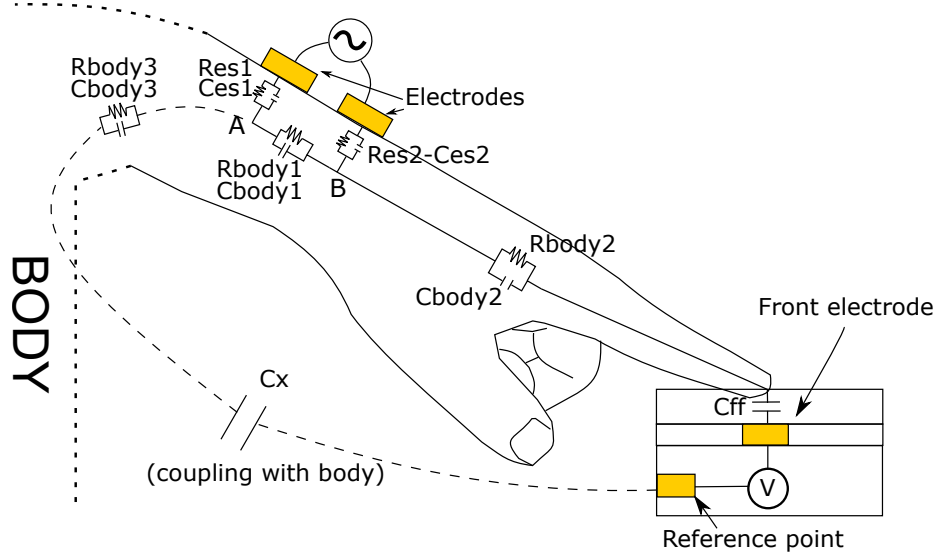 Rbody3
Cbody3
Res1
Ces1
Electrodes
A
Res2-Ces2
Rbody1
Cbody1
B
Rbody2
Cbody2
BODY
Front electrode
Cx
Cff
(coupling with body)
V
Reference point